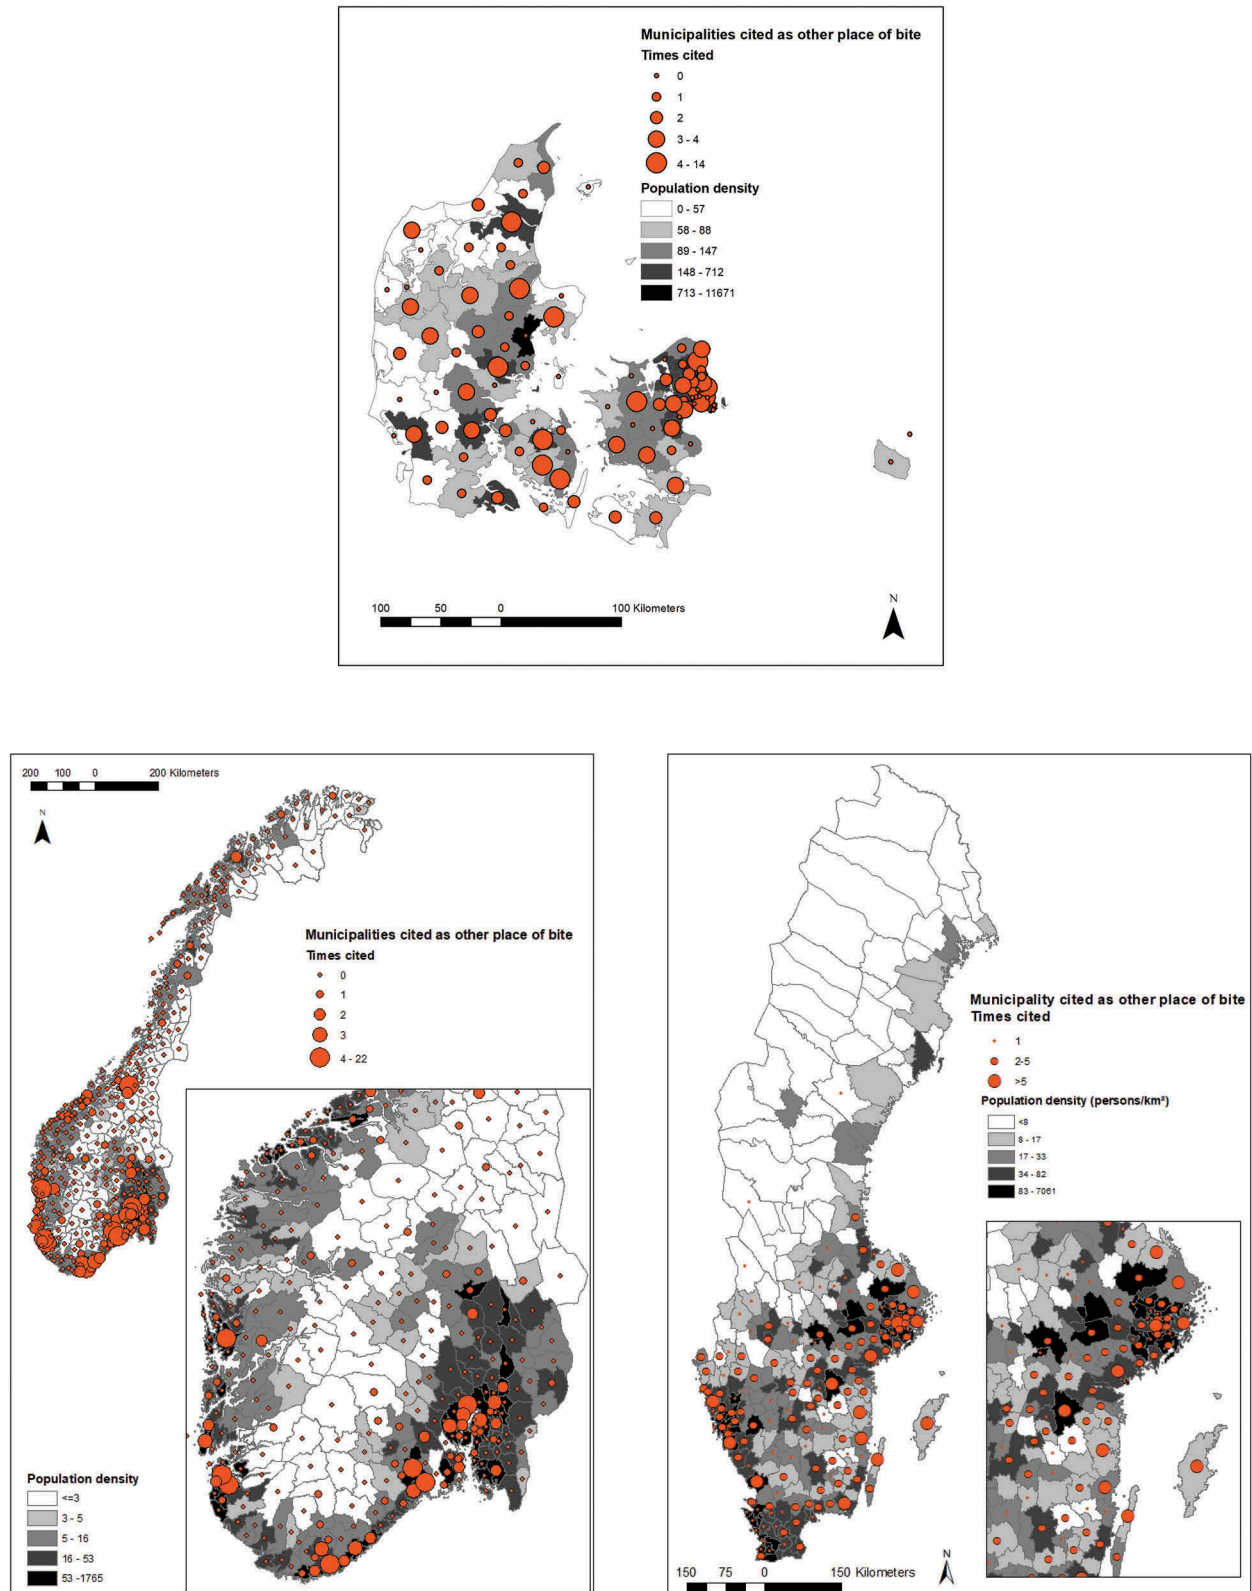 Municipalities cited as other place of bite
Times cited
0
1
2
3 - 4
4 - 14
Population density
0 - 57
58 - 88
89 - 147
148 - 712
713 - 11671
100 50 0 100 Kilometers
N
200 100 0 200 Kilometers
N
Municipalities cited as other place of bite
Times cited
0
1
2
3
4 - 22
Population density
<=3
3 - 5
5 - 16
16 - 53
53 -1765
Municipality cited as other place of bite
Times cited
1
2-5
>5
Population density (persons/km²)
<8
8 - 17
17 - 33
34 - 82
83 - 7061
150 75 0 150 Kilometers
N